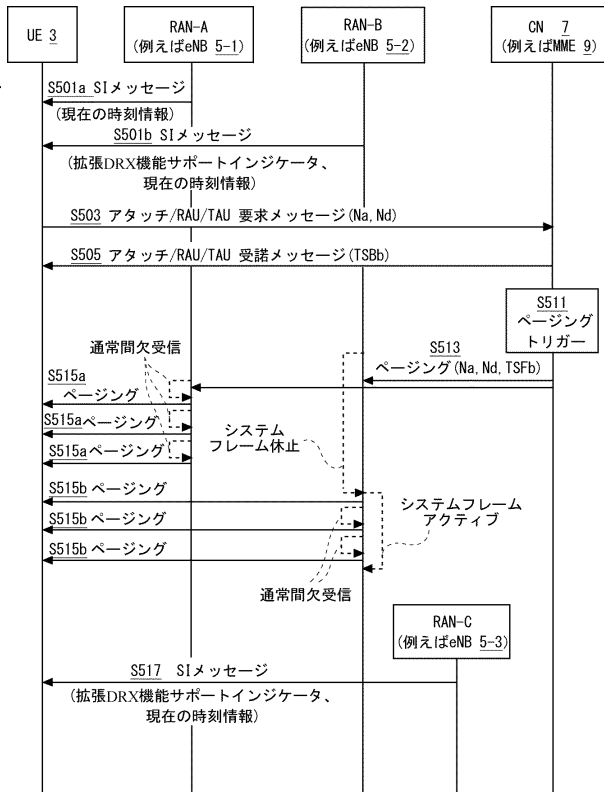 UE 3
RAN-A
(例えばeNB 5-1)
RAN-B
(例えばeNB 5-2)
CN 7
(例えばMME 9)
S501a SIメッセージ
(現在の時刻情報)
S501b SIメッセージ
(拡張DRX機能サポートインジケータ、
現在の時刻情報)
S503 アタッチ/RAU/TAU 要求メッセージ(Na,Nd)
S505 アタッチ/RAU/TAU 受諾メッセージ(TSBb)
S511
ページング
トリガー
通常間欠受信
S513
ページング(Na,Nd,TSFb)
S515a
ページング
S515aページング
S515aページング
システム
フレーム休止
S515b ページング
S515b ページング
S515b ページング
システムフレーム
アクティブ
通常間欠受信
RAN-C
(例えばeNB 5-3)
S517 SIメッセージ
(拡張DRX機能サポートインジケータ、
現在の時刻情報)